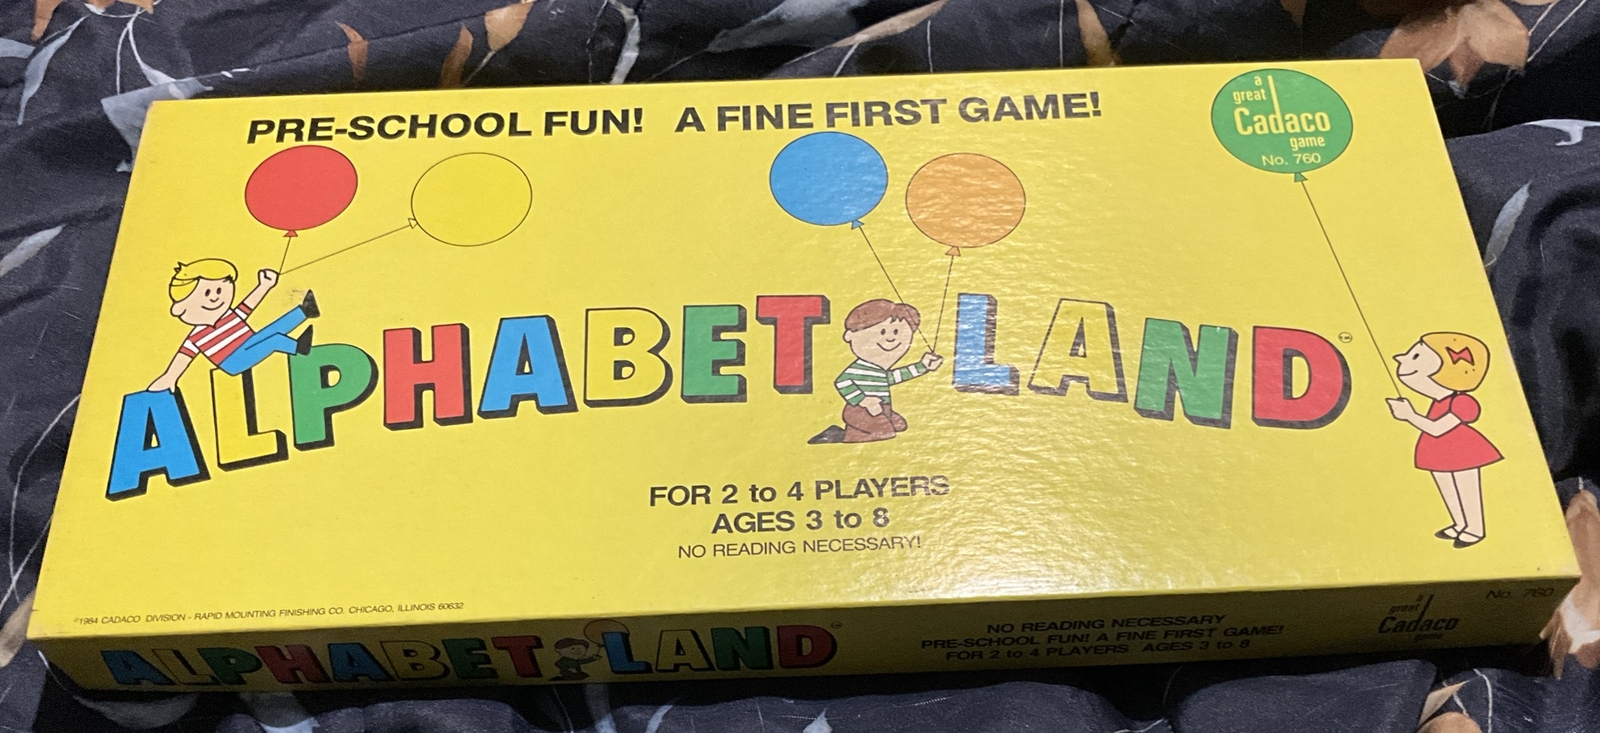 PRE-SCHOOL FUN! A FINE FIRST GAME!
a
great
Cadaco
game
No. 760
ALPHABET LAND
FOR 2 to 4 PLAYERS
AGES 3 to 8
NO READING NECESSARY!
©1984 CADACO DIVISION - RAPID MOUNTING FINISHING CO. CHICAGO, ILLINOIS 60632
ALPHABET LAND
NO READING NECESSARY
PRE-SCHOOL FUN! A FINE FIRST GAME!
FOR 2 to 4 PLAYERS AGES 3 to 8
a
great
Cadaco
game
No. 760